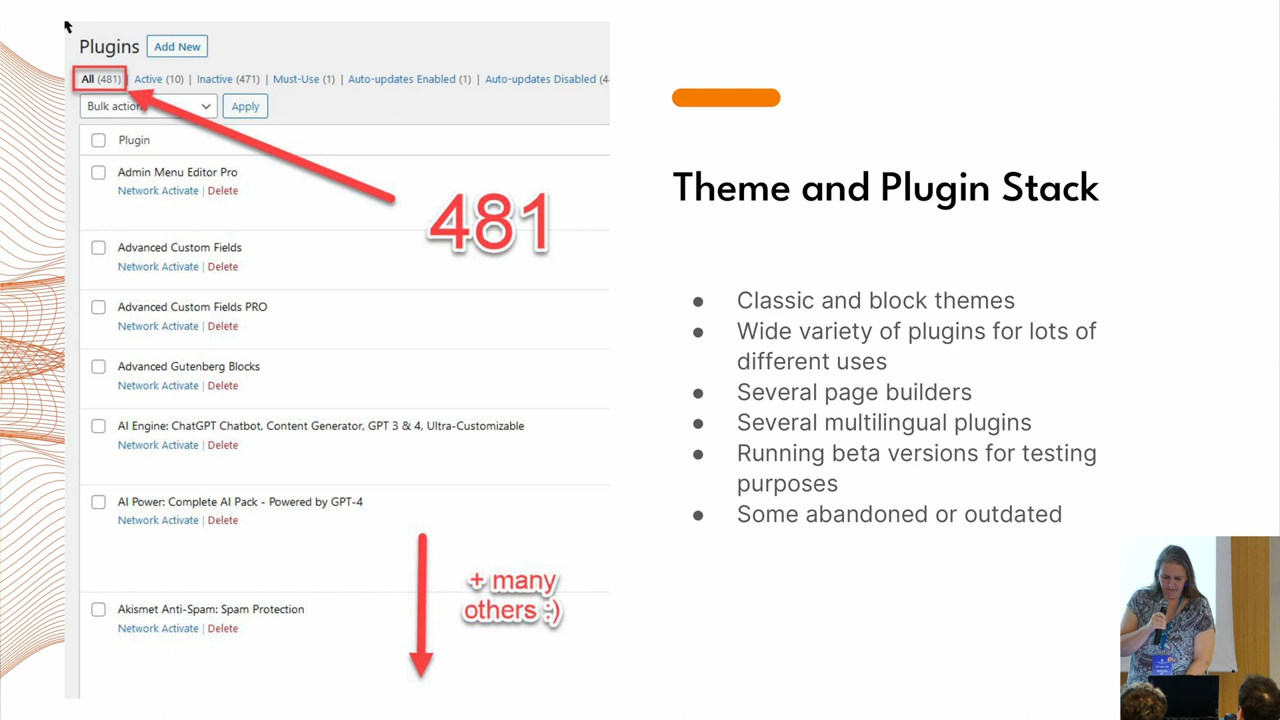 Plugins Add New
All (481) | Active (10) | Inactive (471) | Must-Use (1) | Auto-updates Enabled (1) | Auto-updates Disabled
Bulk action Apply
Plugin
Admin Menu Editor Pro
Network Activate | Delete
481
Advanced Custom Fields
Network Activate | Delete
Advanced Custom Fields PRO
Network Activate | Delete
Advanced Gutenberg Blocks
Network Activate | Delete
AI Engine: ChatGPT Chatbot, Content Generator, GPT 3 & 4, Ultra-Customizable
Network Activate | Delete
AI Power: Complete AI Pack - Powered by GPT-4
Network Activate | Delete
+ many
others :)
Akismet Anti-Spam: Spam Protection
Network Activate | Delete
Theme and Plugin Stack
● Classic and block themes
● Wide variety of plugins for lots of
different uses
● Several page builders
● Several multilingual plugins
● Running beta versions for testing
purposes
● Some abandoned or outdated